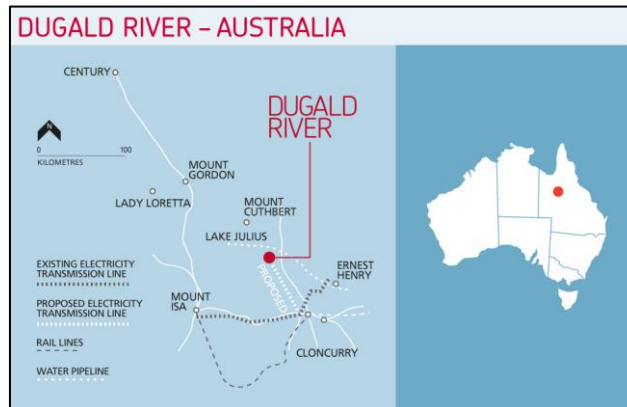 DUGALD RIVER – AUSTRALIA
CENTURY
DUGALD
RIVER
N
0 100
KILOMETRES
MOUNT
GORDON
LADY LORETTA
MOUNT
CUTHBERT
LAKE JULIUS
EXISTING ELECTRICITY
TRANSMISSION LINE
PROPOSED
ERNEST
HENRY
PROPOSED ELECTRICITY
TRANSMISSION LINE
MOUNT
ISA
RAIL LINES
CLONCURRY
WATER PIPELINE